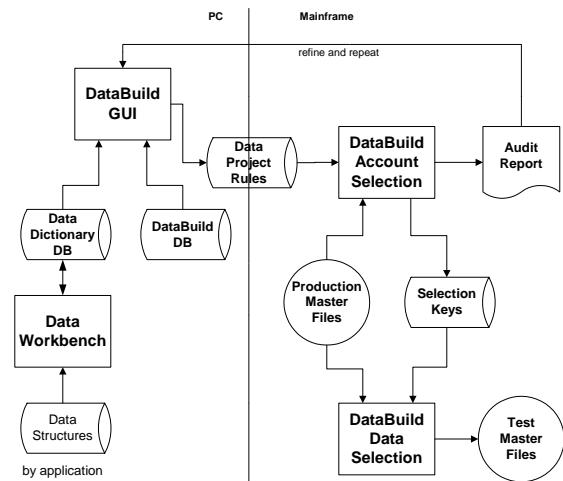 PC
Mainframe
refine and repeat
DataBuild
GUI
Data
Project
Rules
DataBuild
Account
Selection
Audit
Report
Data
Dictionary
DB
DataBuild
DB
Production
Master
Files
Selection
Keys
Data
Workbench
Data
Structures
DataBuild
Data
Selection
Test
Master
Files
by application